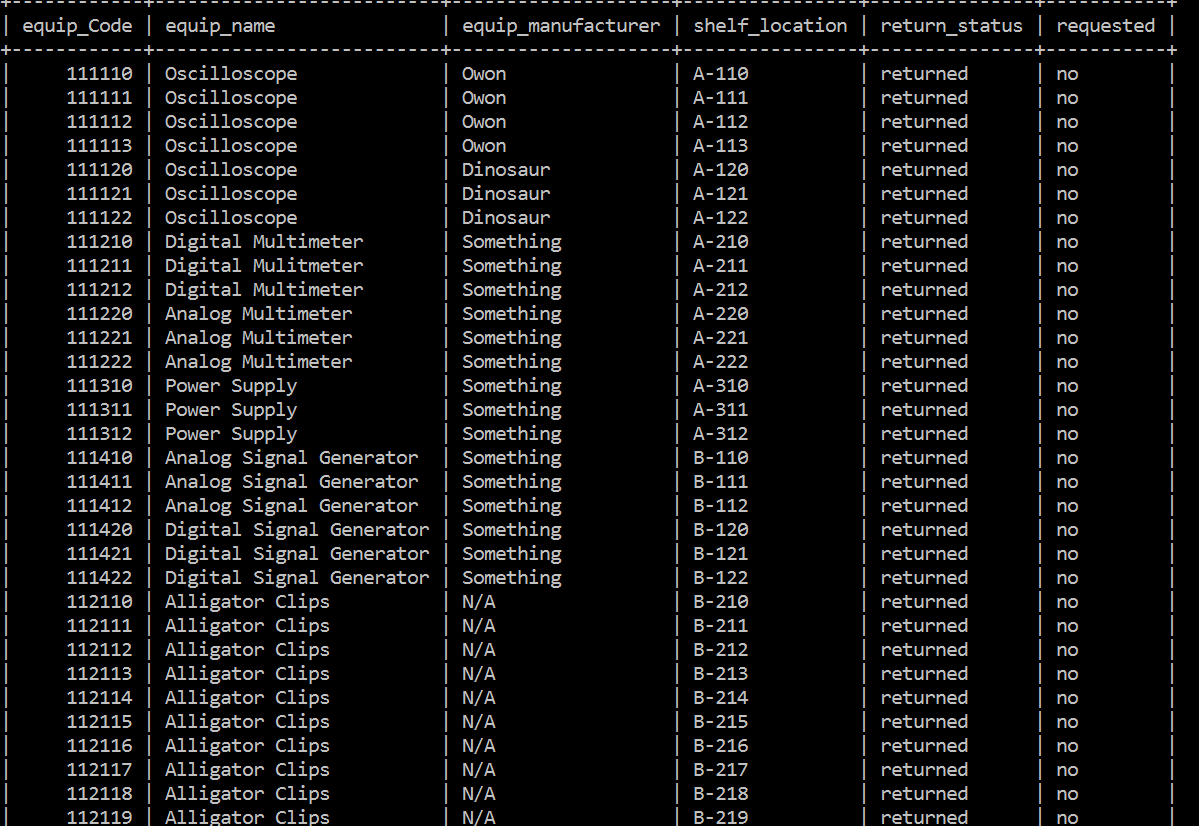 +------------+--------------------------+--------------------+----------------+---------------+-----------+
| equip_Code | equip_name               | equip_manufacturer | shelf_location | return_status | requested |
+------------+--------------------------+--------------------+----------------+---------------+-----------+
|     111110 | Oscilloscope             | Owon               | A-110          | returned      | no        |
|     111111 | Oscilloscope             | Owon               | A-111          | returned      | no        |
|     111112 | Oscilloscope             | Owon               | A-112          | returned      | no        |
|     111113 | Oscilloscope             | Owon               | A-113          | returned      | no        |
|     111120 | Oscilloscope             | Dinosaur           | A-120          | returned      | no        |
|     111121 | Oscilloscope             | Dinosaur           | A-121          | returned      | no        |
|     111122 | Oscilloscope             | Dinosaur           | A-122          | returned      | no        |
|     111210 | Digital Multimeter       | Something          | A-210          | returned      | no        |
|     111211 | Digital Mulitmeter       | Something          | A-211          | returned      | no        |
|     111212 | Digital Multimeter       | Something          | A-212          | returned      | no        |
|     111220 | Analog Multimeter        | Something          | A-220          | returned      | no        |
|     111221 | Analog Multimeter        | Something          | A-221          | returned      | no        |
|     111222 | Analog Multimeter        | Something          | A-222          | returned      | no        |
|     111310 | Power Supply             | Something          | A-310          | returned      | no        |
|     111311 | Power Supply             | Something          | A-311          | returned      | no        |
|     111312 | Power Supply             | Something          | A-312          | returned      | no        |
|     111410 | Analog Signal Generator  | Something          | B-110          | returned      | no        |
|     111411 | Analog Signal Generator  | Something          | B-111          | returned      | no        |
|     111412 | Analog Signal Generator  | Something          | B-112          | returned      | no        |
|     111420 | Digital Signal Generator | Something          | B-120          | returned      | no        |
|     111421 | Digital Signal Generator | Something          | B-121          | returned      | no        |
|     111422 | Digital Signal Generator | Something          | B-122          | returned      | no        |
|     112110 | Alligator Clips          | N/A                | B-210          | returned      | no        |
|     112111 | Alligator Clips          | N/A                | B-211          | returned      | no        |
|     112112 | Alligator Clips          | N/A                | B-212          | returned      | no        |
|     112113 | Alligator Clips          | N/A                | B-213          | returned      | no        |
|     112114 | Alligator Clips          | N/A                | B-214          | returned      | no        |
|     112115 | Alligator Clips          | N/A                | B-215          | returned      | no        |
|     112116 | Alligator Clips          | N/A                | B-216          | returned      | no        |
|     112117 | Alligator Clips          | N/A                | B-217          | returned      | no        |
|     112118 | Alligator Clips          | N/A                | B-218          | returned      | no        |
|     112119 | Alligator Clips          | N/A                | B-219          | returned      | no        |